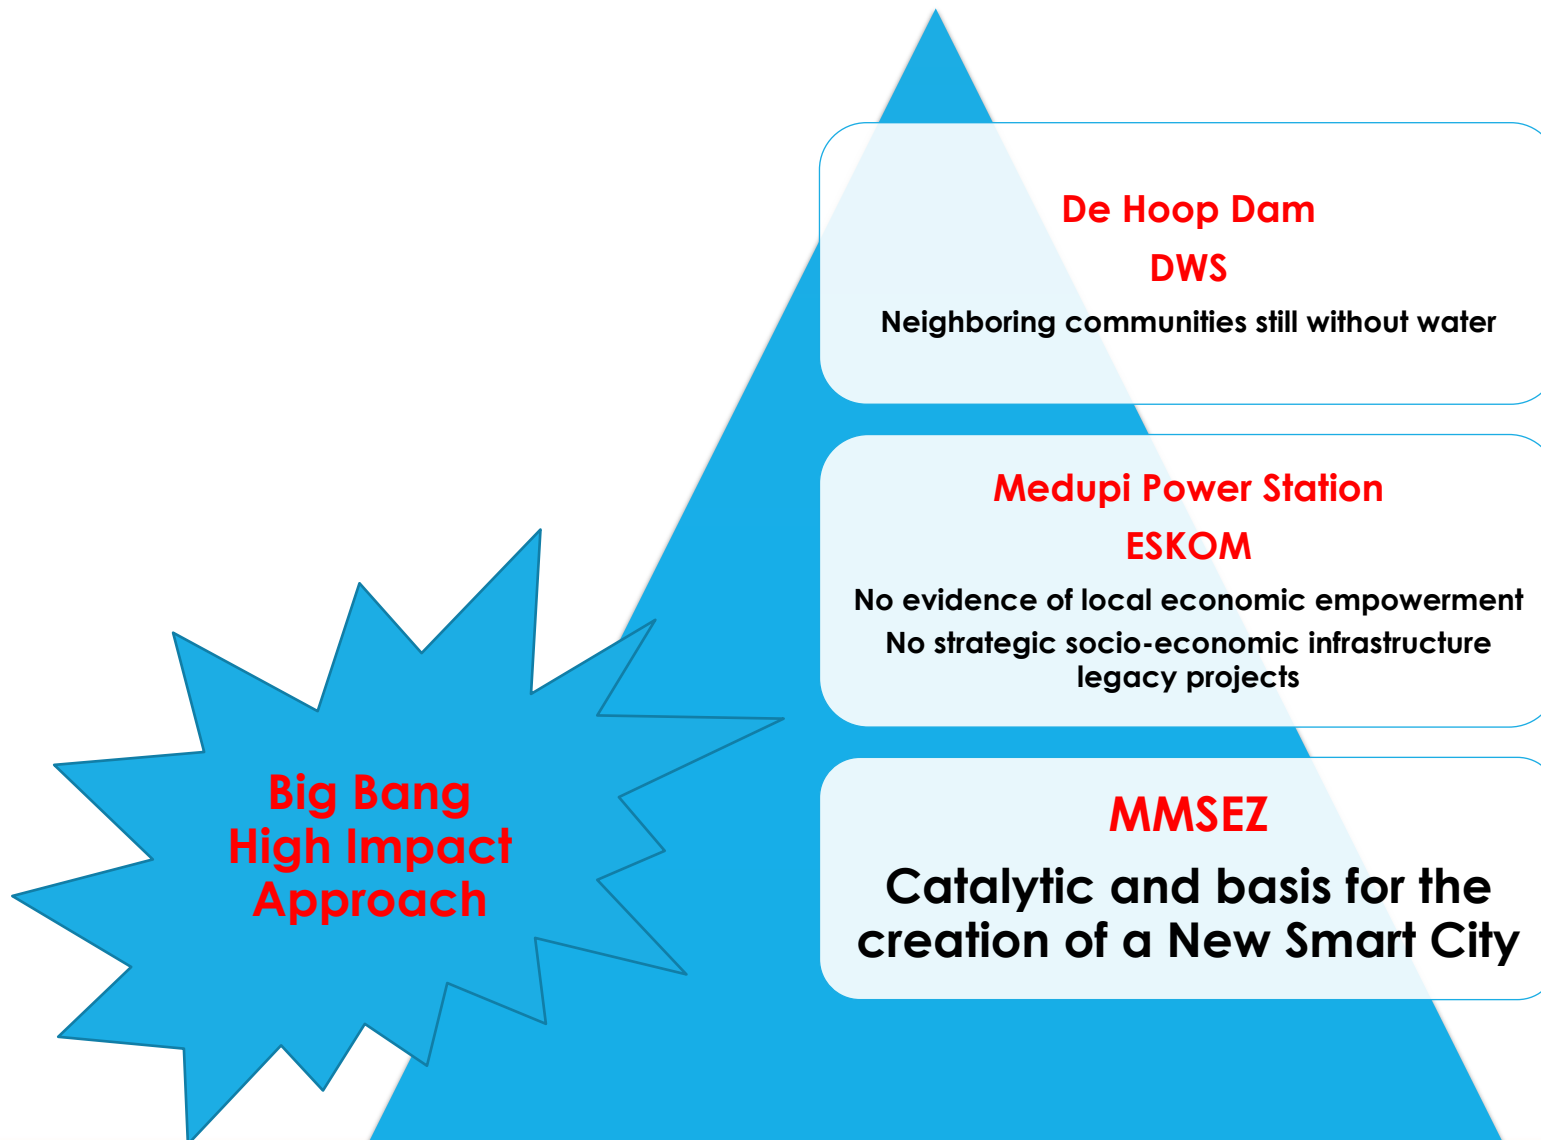 De Hoop Dam
DWS
Neighboring communities still without water
Medupi Power Station
ESKOM
No evidence of local economic empowerment
No strategic socio-economic infrastructure
legacy projects
MMSEZ
Catalytic and basis for the
creation of a New Smart City
Big Bang
High Impact
Approach